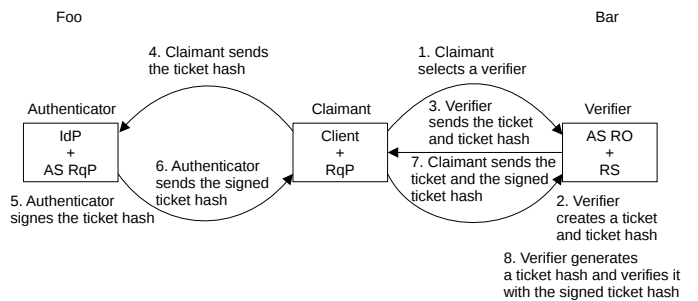 Foo
Bar
4. Claimant sends
the ticket hash
1. Claimant
selects a verifier
Authenticator
Claimant
Verifier
3. Verifier
sends the ticket
and ticket hash
IdP
+
AS RqP
Client
+
RqP
AS RO
+
RS
6. Authenticator
sends the signed
ticket hash
7. Claimant sends the
ticket and the signed
ticket hash
5. Authenticator
signes the ticket hash
2. Verifier
creates a ticket
and ticket hash
8. Verifier generates
a ticket hash and verifies it
with the signed ticket hash